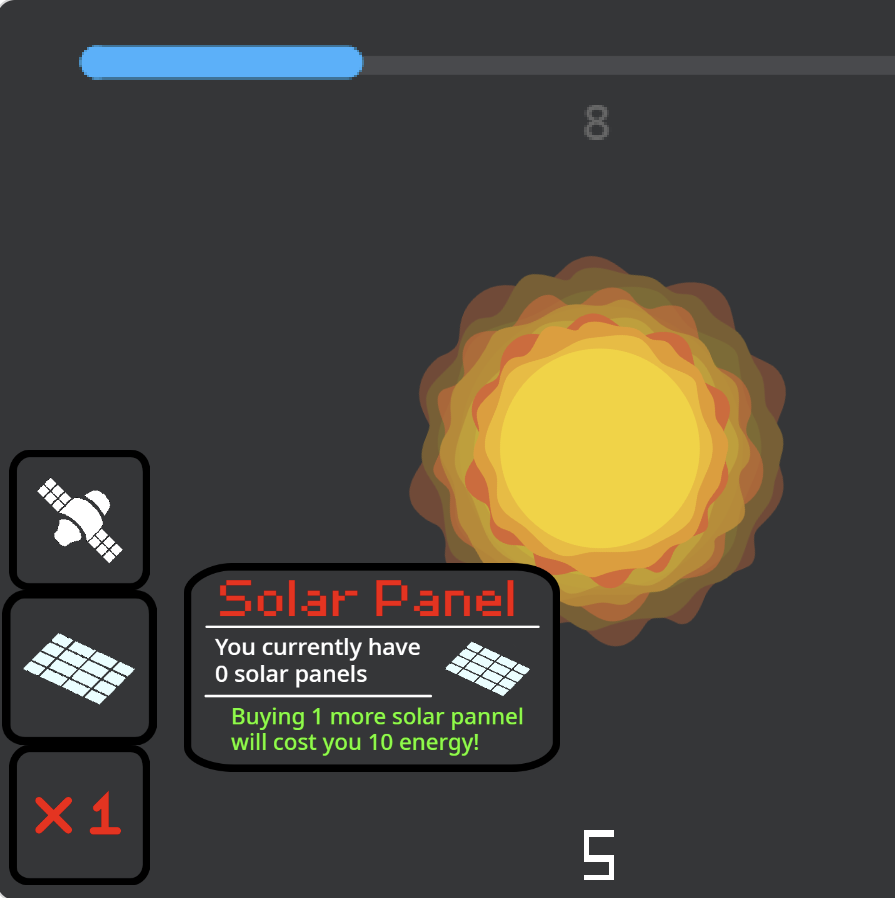 8
Solar Panel
You currently have
0 solar panels
Buying 1 more solar pannel
will cost you 10 energy!
×1
5